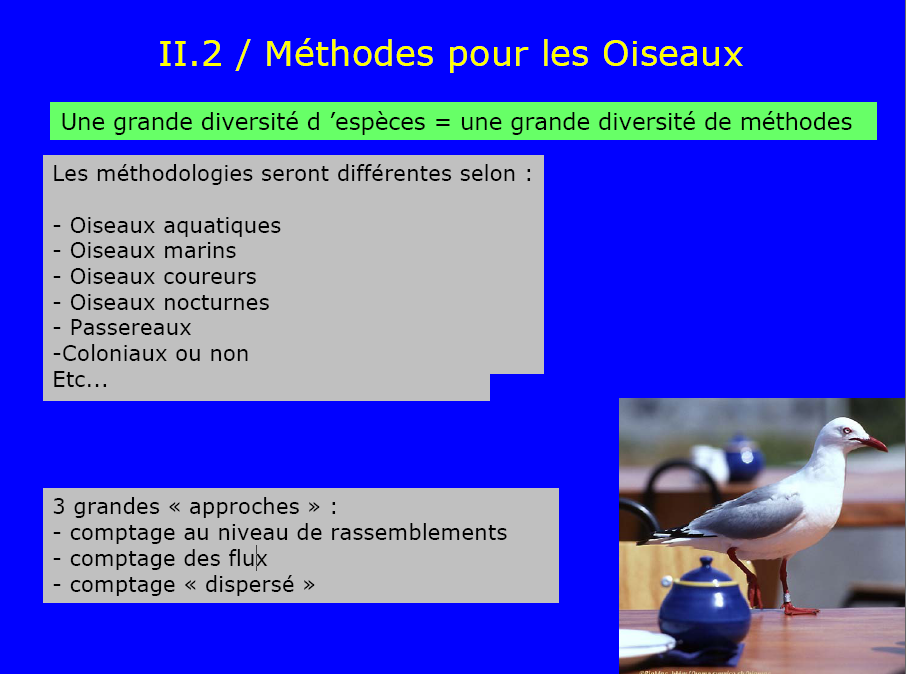 II.2 / Méthodes pour les Oiseaux
Une grande diversité d ’espèces = une grande diversité de méthodes
Les méthodologies seront différentes selon :
- Oiseaux aquatiques
- Oiseaux marins
- Oiseaux coureurs
- Oiseaux nocturnes
- Passereaux
-Coloniaux ou non
Etc...
3 grandes « approches » :
- comptage au niveau de rassemblements
- comptage des flux
- comptage « dispersé »